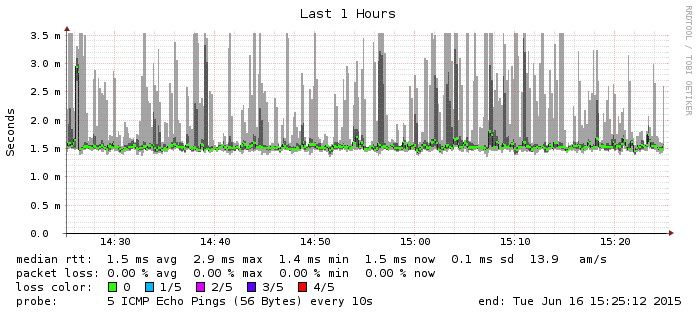 Last 1 Hours
RRDTOOL / TOBI OETIKER
Seconds
3.5 m
3.0 m
2.5 m
2.0 m
1.5 m
1.0 m
0.5 m
0.0
14:30 14:40 14:50 15:00 15:10 15:20
median rtt: 1.5 ms avg 2.9 ms max 1.4 ms min 1.5 ms now 0.1 ms sd 13.9 am/s
packet loss: 0.00 % avg 0.00 % max 0.00 % min 0.00 % now
loss color: 0 1/5 2/5 3/5 4/5
probe: 5 ICMP Echo Pings (56 Bytes) every 10s end: Tue Jun 16 15:25:12 2015